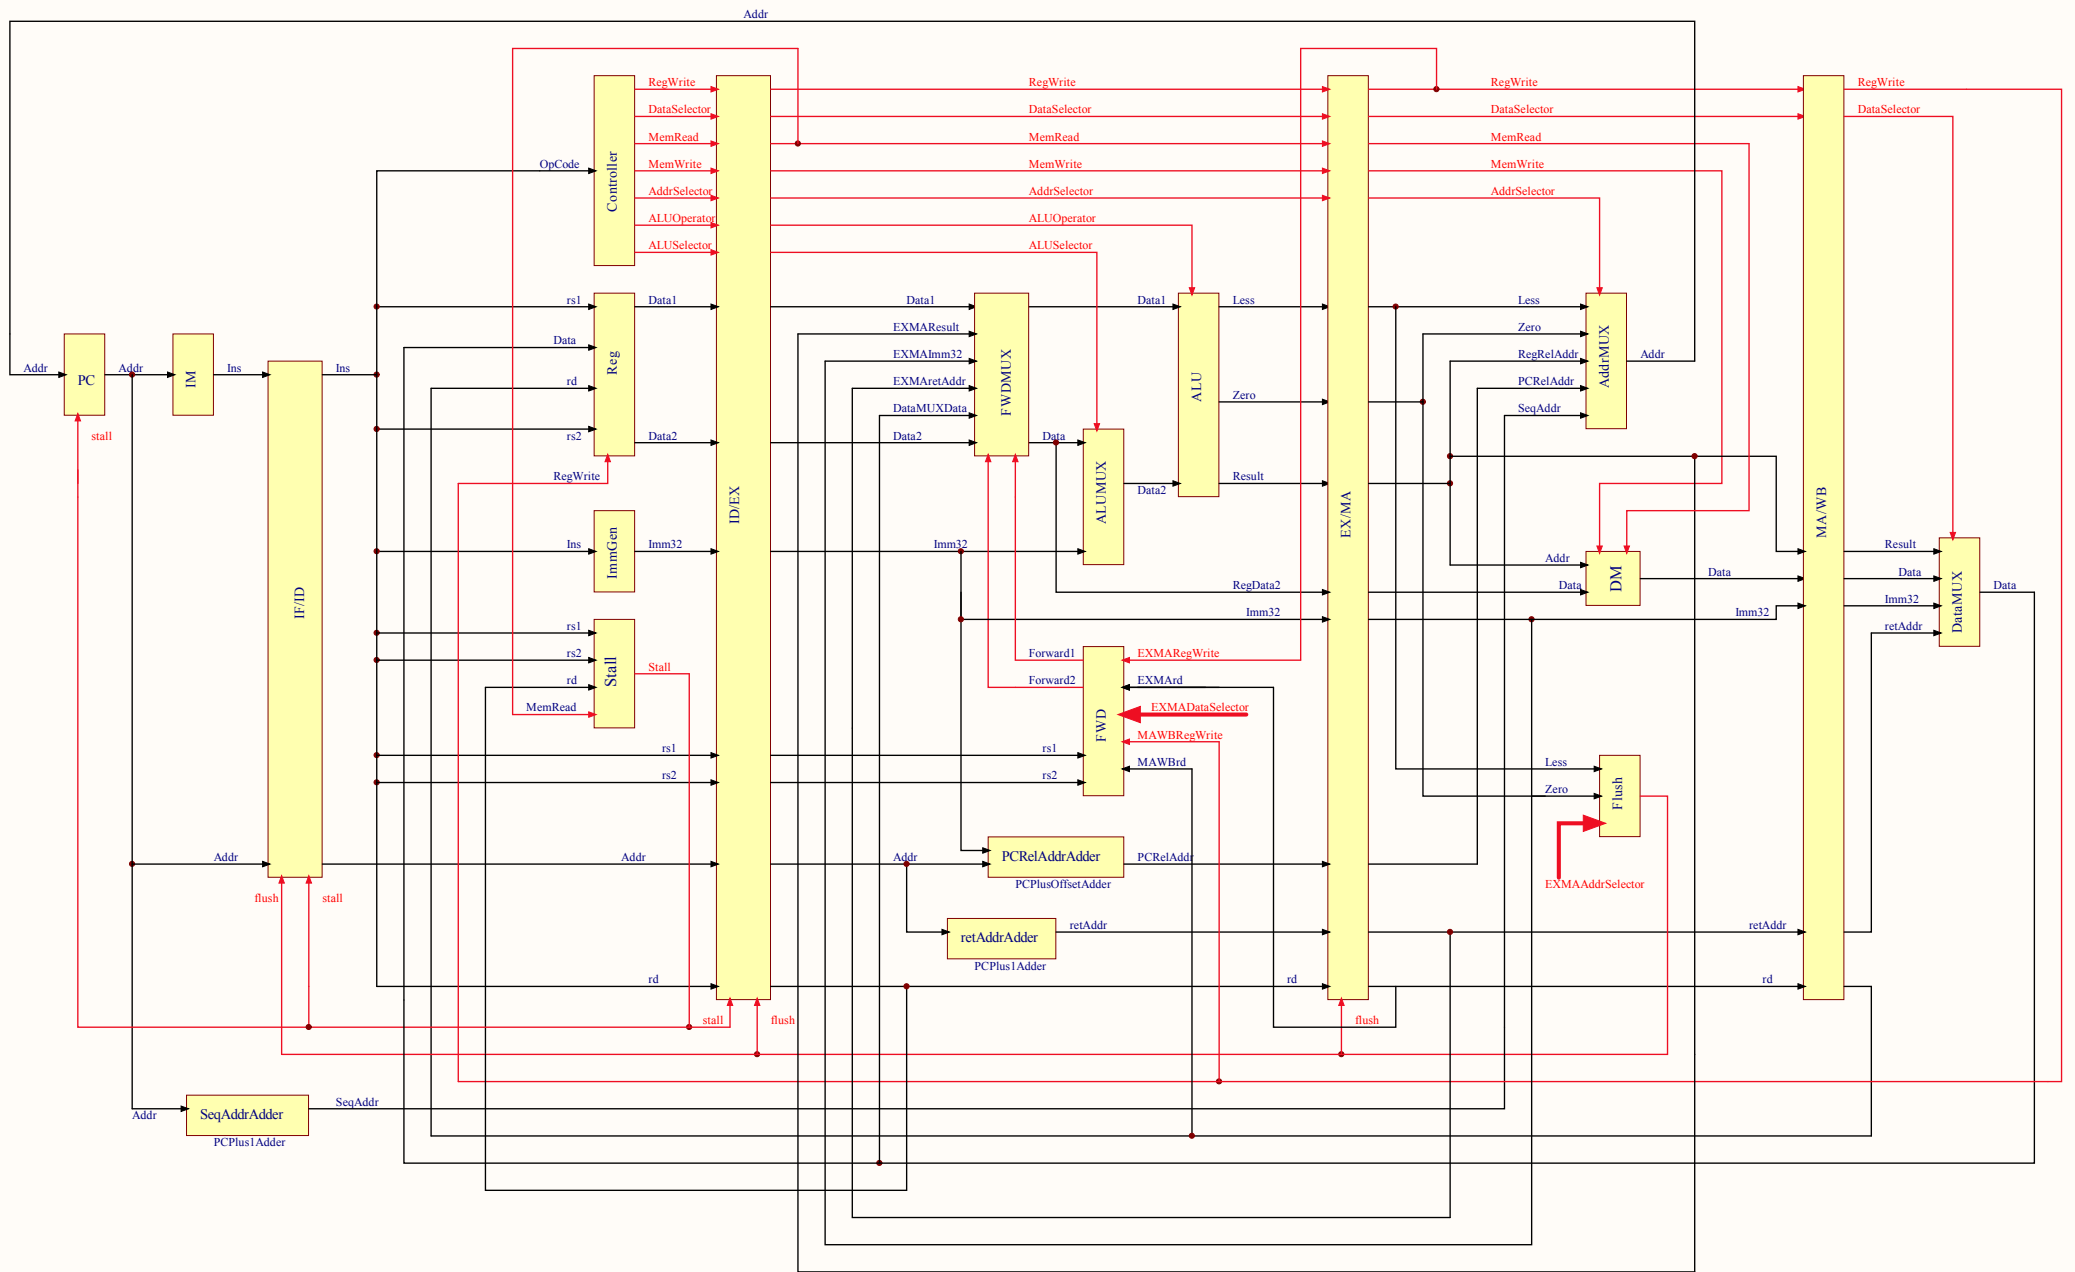 Addr
RegWrite
RegWrite
RegWrite
RegWrite
DataSelector
DataSelector
DataSelector
DataSelector
MemRead
MemRead
MemRead
OpCode
MemWrite
MemWrite
MemWrite
Controller
AddrSelector
AddrSelector
AddrSelector
ALUOperator
ALUOperator
ALUSelector
ALUSelector
rs1
Data1
Data1
Data1
Less
Less
EXMAResult
Zero
Data
Reg
EXMAImm32
FWDMUX
RegRelAddr
AddrMUX
Addr
Addr
PC
Addr
IM
Ins
Ins
rd
EXMAretAddr
ALU
PCRelAddr
Zero
DataMUXData
SeqAddr
stall
rs2
Data2
Data2
Data
RegWrite
ID/EX
ALUMUX
Data2
Result
EX/MA
MA/WB
Ins
ImmGen
Imm32
Imm32
Addr
Result
DM
Data
Data
RegData2
Data
DataMUX
Data
IF/ID
Imm32
Imm32
Imm32
rs1
retAddr
rs2
Stall
Stall
Forward1
EXMARegWrite
rd
Forward2
EXMArd
MemRead
FWD
EXMADataSelector
MAWBRegWrite
rs1
rs1
MAWBrd
Less
rs2
rs2
Zero
Flush
Addr
Addr
Addr
PCRelAddrAdder
PCRelAddr
PCPlusOffsetAdder
EXMAAddrSelector
flush
stall
retAddrAdder
retAddr
retAddr
PCPlus1Adder
rd
rd
rd
stall
flush
flush
Addr
SeqAddrAdder
SeqAddr
PCPlus1Adder